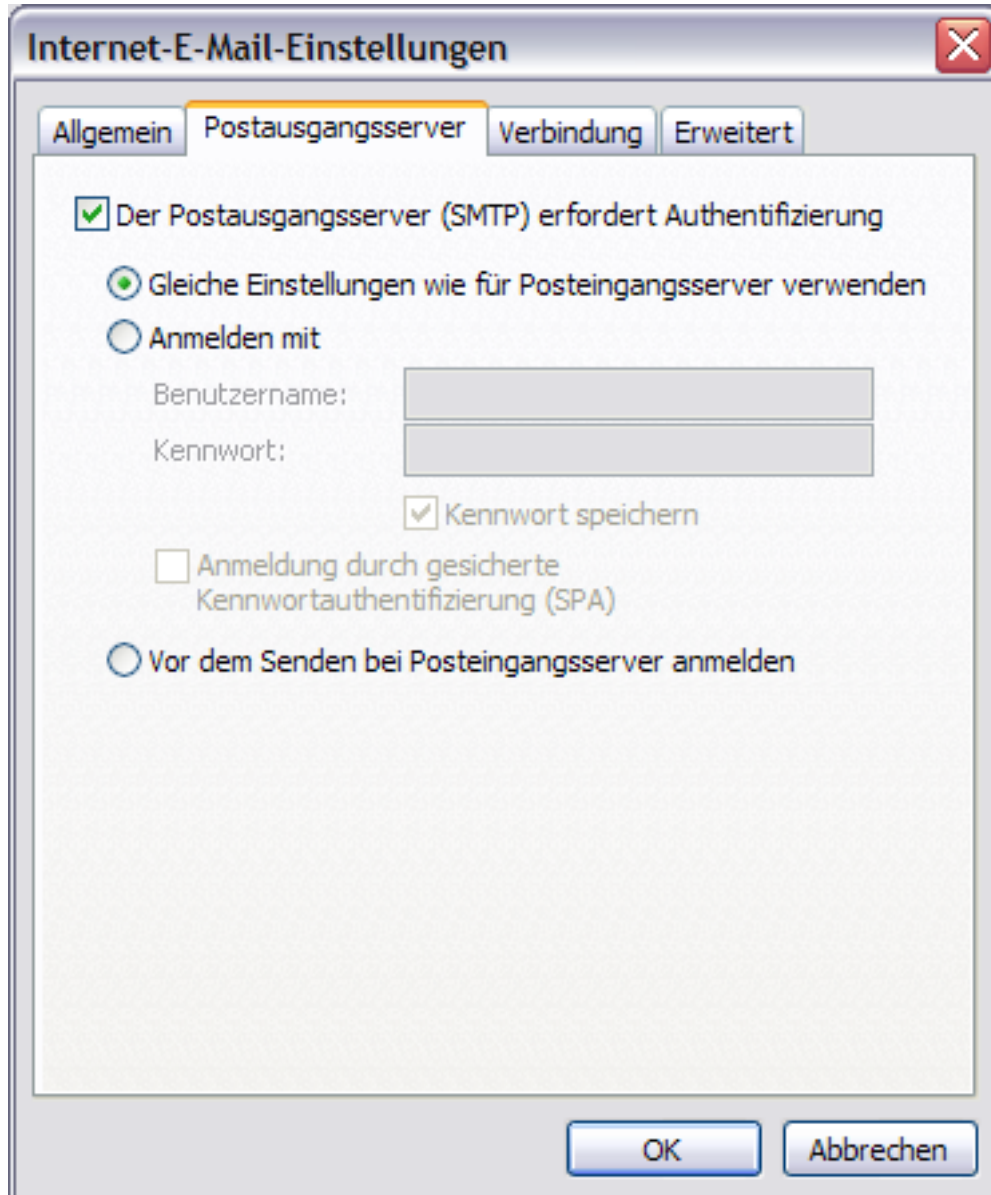 Internet-E-Mail-Einstellungen
Allgemein
Postausgangsserver
Verbindung
Erweitert
Der Postausgangsserver (SMTP) erfordert Authentifizierung
Gleiche Einstellungen wie für Posteingangsserver verwenden
Anmelden mit
Benutzername:
Kennwort:
Kennwort speichern
Anmeldung durch gesicherte
Kennwortauthentifizierung (SPA)
Vor dem Senden bei Posteingangsserver anmelden
OK
Abbrechen